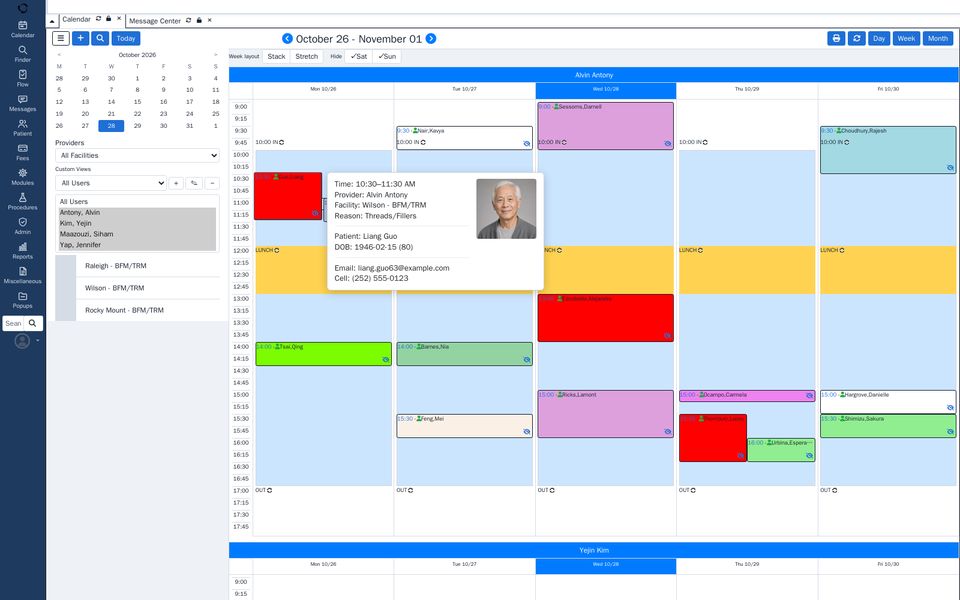 Calendar
Message Center
Calendar
Finder
Flow
Messages
Patient
Fees
Modules
Procedures
Admin
Reports
Miscellaneous
Popups
Sear
Today
October 26 - November 01
Day
Week
Month
October 2026
M T W T F S S
28 29 30 1 2 3 4
5 6 7 8 9 10 11
12 13 14 15 16 17 18
19 20 21 22 23 24 25
26 27 28 29 30 31 1
Providers
All Facilities
Custom Views
All Users
All Users
Antony, Alvin
Kim, Yejin
Maazouzi, Siham
Yap, Jennifer
Raleigh - BFM/TRM
Wilson - BFM/TRM
Rocky Mount - BFM/TRM
Week layout Stack Stretch Hide ✓Sat ✓Sun
Alvin Antony
Mon 10/26 Tue 10/27 Wed 10/28 Thu 10/29 Fri 10/30
9:00
9:15
9:30
9:45
10:00
10:15
10:30
10:45
11:00
11:15
11:30
11:45
12:00
12:15
12:30
12:45
13:00
13:15
13:30
13:45
14:00
14:15
14:30
14:45
15:00
15:15
15:30
15:45
16:00
16:15
16:30
16:45
17:00
17:15
17:30
17:45
10:00 IN
LUNCH
14:00 - Tsai,Qing
OUT
9:30 - Nair,Kavya
10:00 IN
14:00 - Barnes,Nia
15:30 - Feng,Mei
OUT
9:00 - Sessoms,Darnell
10:00 IN
15:00 - Ricks,Lamont
OUT
10:00 IN
LUNCH
15:00 - Ocampo,Carmela
16:00 - Urbina,Espera
OUT
9:30 - Choudhury,Rajesh
10:00 IN
LUNCH
15:00 - Hargrove,Danielle
15:30 - Shimizu,Sakura
OUT
Time: 10:30–11:30 AM
Provider: Alvin Antony
Facility: Wilson - BFM/TRM
Reason: Threads/Fillers
Patient: Liang Guo
DOB: 1946-02-15 (80)
Email: liang.guo63@example.com
Cell: (252) 555-0123
Yejin Kim
Mon 10/26 Tue 10/27 Wed 10/28 Thu 10/29 Fri 10/30
9:00
9:15